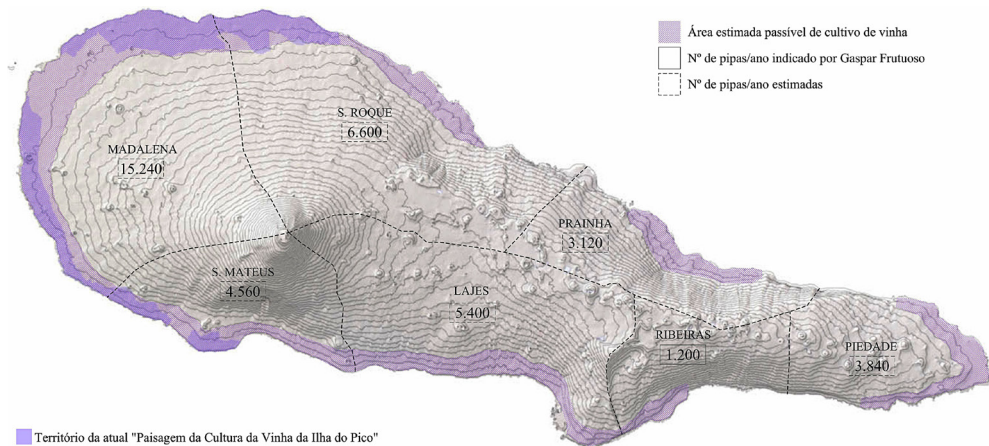 Área estimada passível de cultivo de vinha
Nº de pipas/ano indicado por Gaspar Frutuoso
Nº de pipas/ano estimadas
S. ROQUE
6.600
MADALENA
15.240
PRAINHA
3.120
S. MATEUS
4.560
LAJES
5.400
RIBEIRAS
1.200
PIEDADE
3.840
Território da atual "Paisagem da Cultura da Vinha da Ilha do Pico"